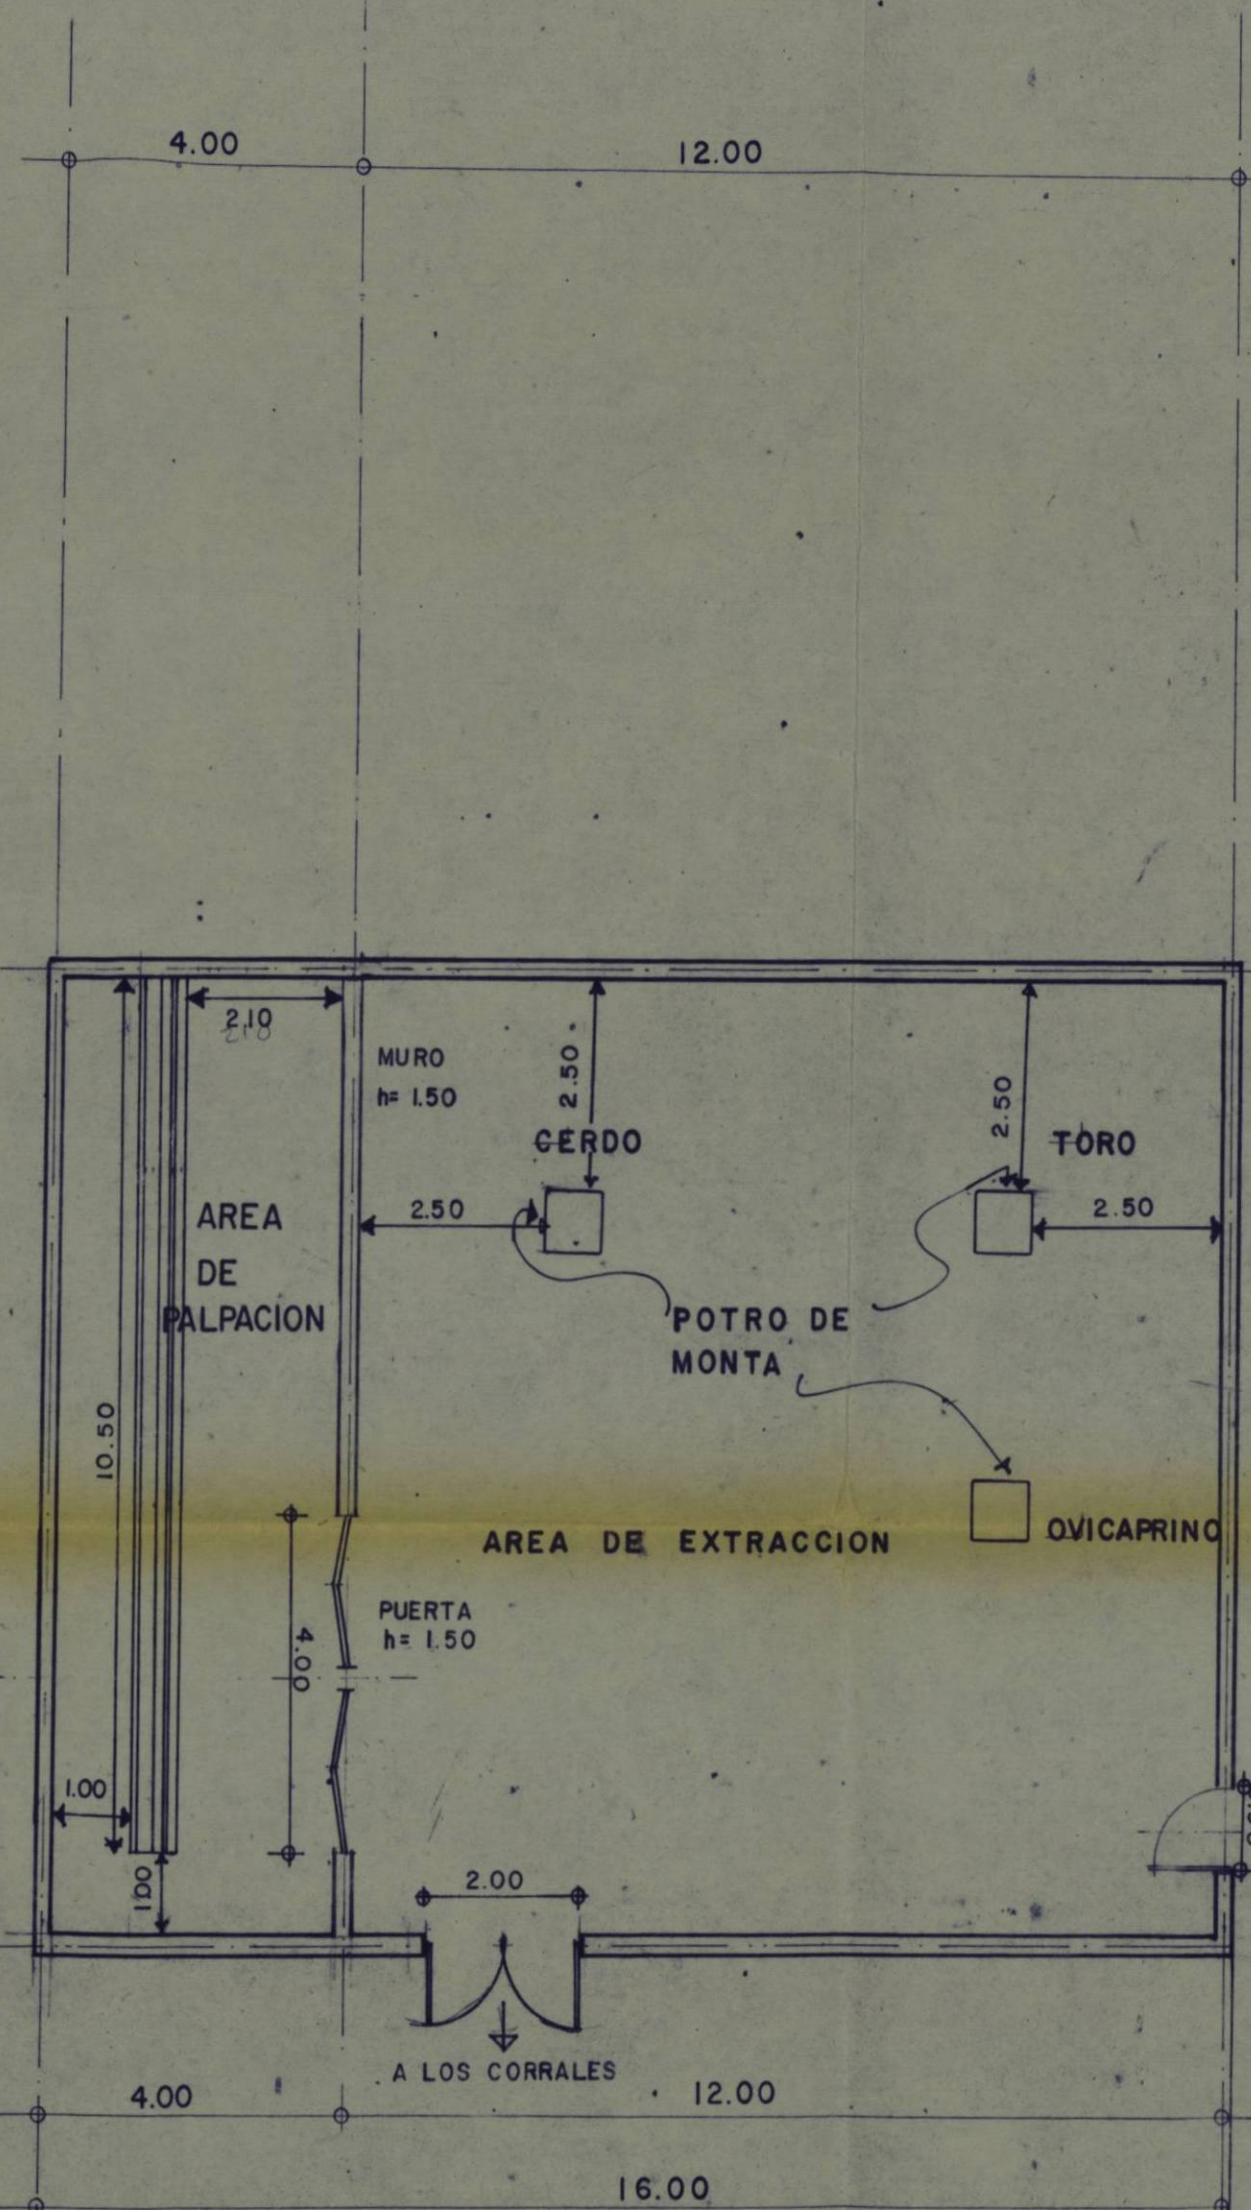 4.00
12.00
2.10
2.18
MURO
h= 1.50
2.50
CERDO
2.50
2.50
TORO
2.50
AREA
DE
PALPACION
POTRO DE
MONTA
10.50
AREA DE EXTRACCION
OVICAPRINO
PUERTA
h= 1.50
4.00
1.00
1.00
2.00
A LOS CORRALES
4.00
12.00
16.00